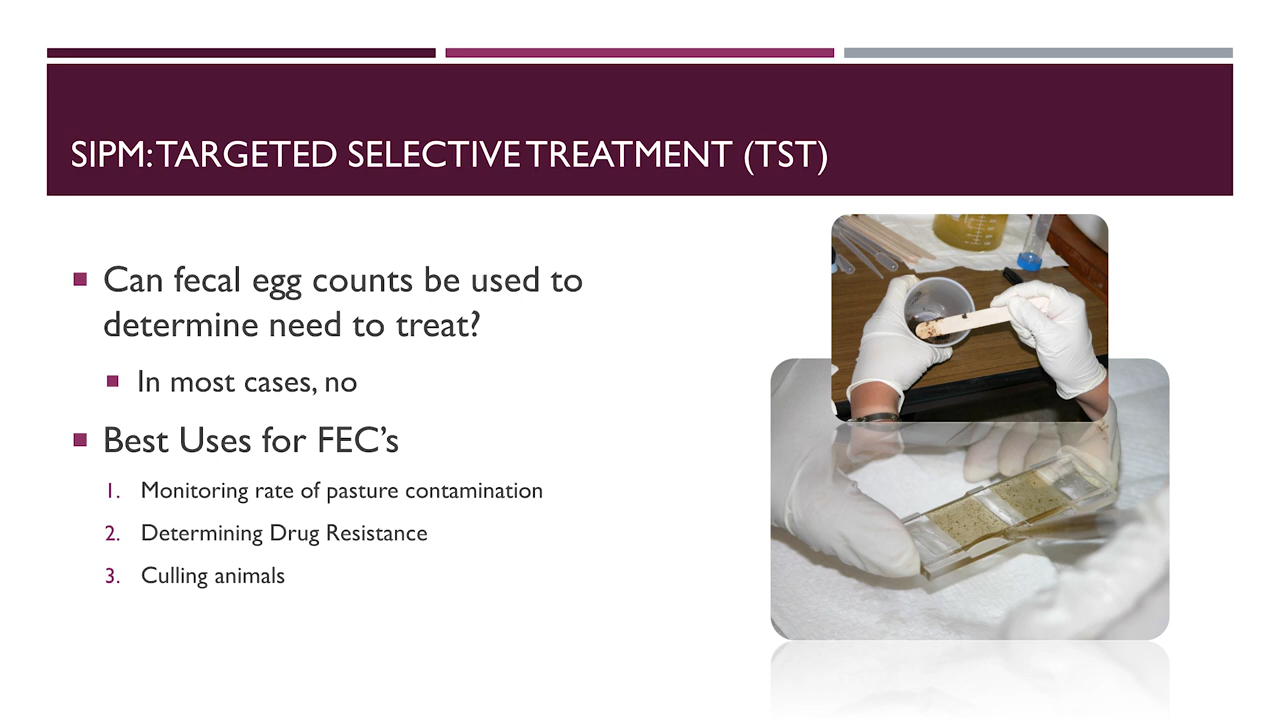 SIPM: TARGETED SELECTIVE TREATMENT (TST)
Can fecal egg counts be used to
determine need to treat?
In most cases, no
Best Uses for FEC’s
1. Monitoring rate of pasture contamination
2. Determining Drug Resistance
3. Culling animals